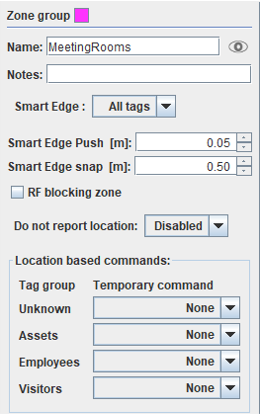 Zone group
Name: MeetingRooms
Notes:
Smart Edge : All tags
Smart Edge Push [m]: 0.05
Smart Edge snap [m]: 0.50
RF blocking zone
Do not report location: Disabled
Location based commands:
Tag group Temporary command
Unknown None
Assets None
Employees None
Visitors None